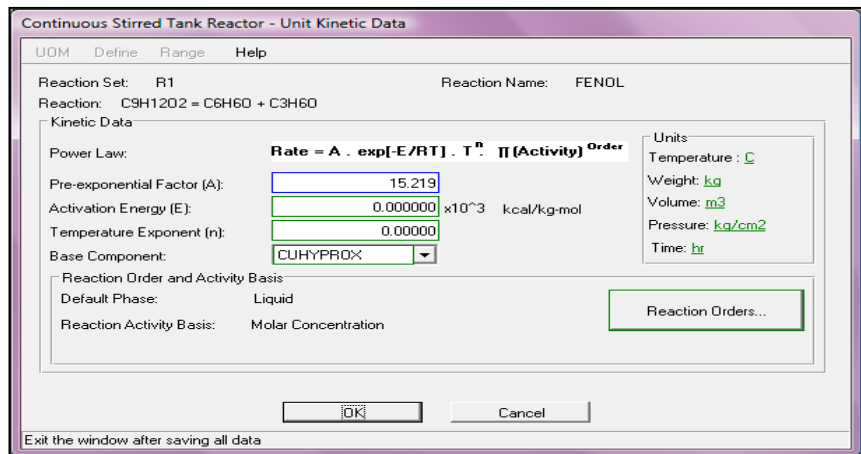 Continuous Stirred Tank Reactor - Unit Kinetic Data
UOM Define Range Help
Reaction Set: R1 Reaction Name: FENOL
Reaction: C9H12O2 = C6H6O + C3H6O
Kinetic Data
Power Law: Rate = A . exp[-E/RT] . T^n . ∏ (Activity)^Order
Pre-exponential Factor (A): 15.219
Activation Energy (E): 0.000000 x10^3 kcal/kg-mol
Temperature Exponent (n): 0.00000
Base Component: CUHYPROX
Units
Temperature : C
Weight: kg
Volume: m3
Pressure: kg/cm2
Time: hr
Reaction Order and Activity Basis
Default Phase: Liquid
Reaction Activity Basis: Molar Concentration
Reaction Orders...
OK Cancel
Exit the window after saving all data